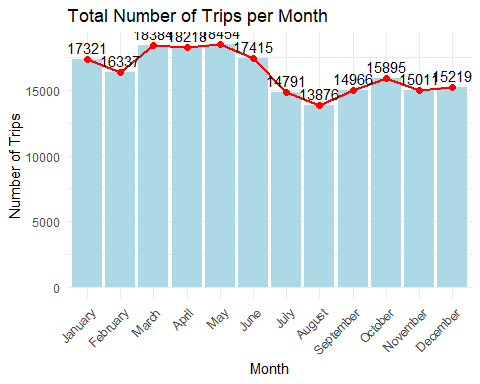 Total Number of Trips per Month
17321
16337
18384
18218
18454
17415
14791
13876
14966
15895
15011
15219
15000
10000
5000
0
Number of Trips
January
February
March
April
May
June
July
August
September
October
November
December
Month